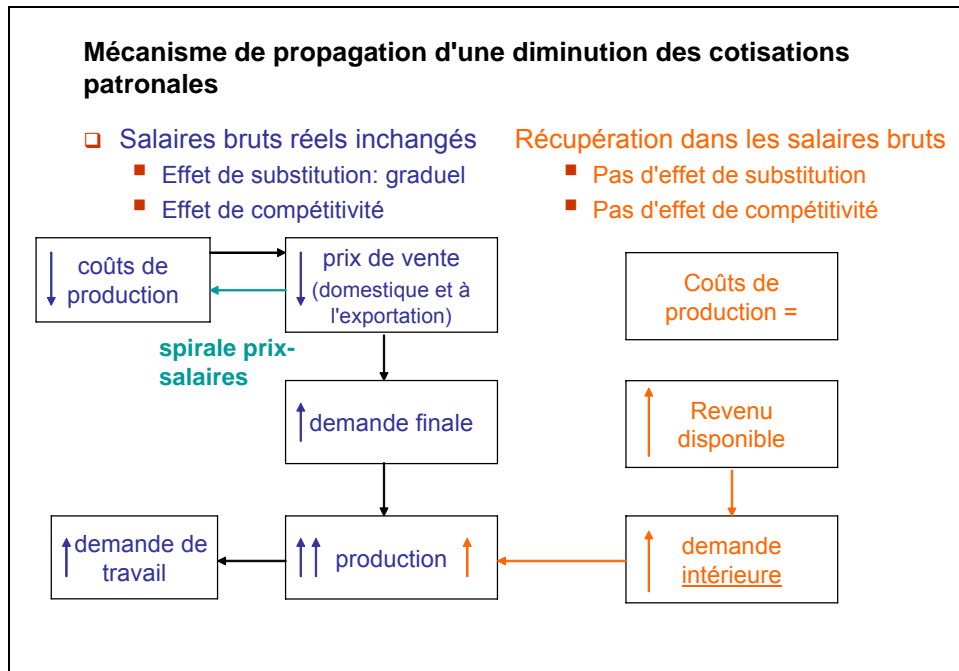 Mécanisme de propagation d'une diminution des cotisations
patronales
Salaires bruts réels inchangés
Effet de substitution: graduel
Effet de compétitivité
Récupération dans les salaires bruts
Pas d'effet de substitution
Pas d'effet de compétitivité
coûts de
production
prix de vente
(domestique et à
l'exportation)
Coûts de
production =
spirale prix-
salaires
demande finale
Revenu
disponible
demande de
travail
production
demande
intérieure